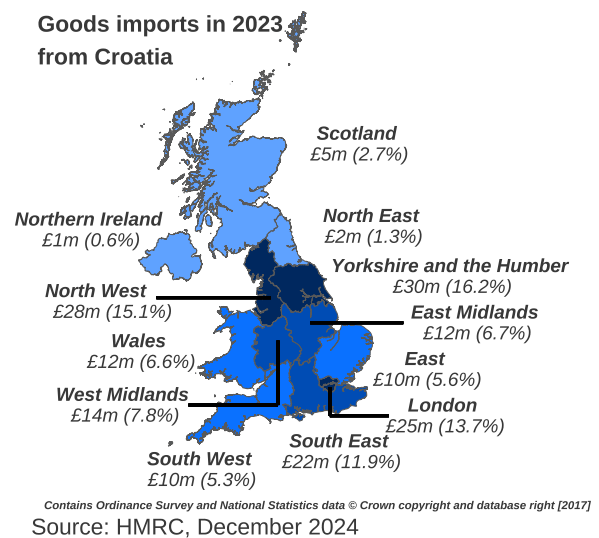 Goods imports in 2023
from Croatia
Scotland
£5m (2.7%)
Northern Ireland
£1m (0.6%)
North East
£2m (1.3%)
Yorkshire and the Humber
£30m (16.2%)
North West
£28m (15.1%)
East Midlands
£12m (6.7%)
Wales
£12m (6.6%)
East
£10m (5.6%)
West Midlands
£14m (7.8%)
London
£25m (13.7%)
South East
£22m (11.9%)
South West
£10m (5.3%)
Contains Ordinance Survey and National Statistics data © Crown copyright and database right [2017]
Source: HMRC, December 2024